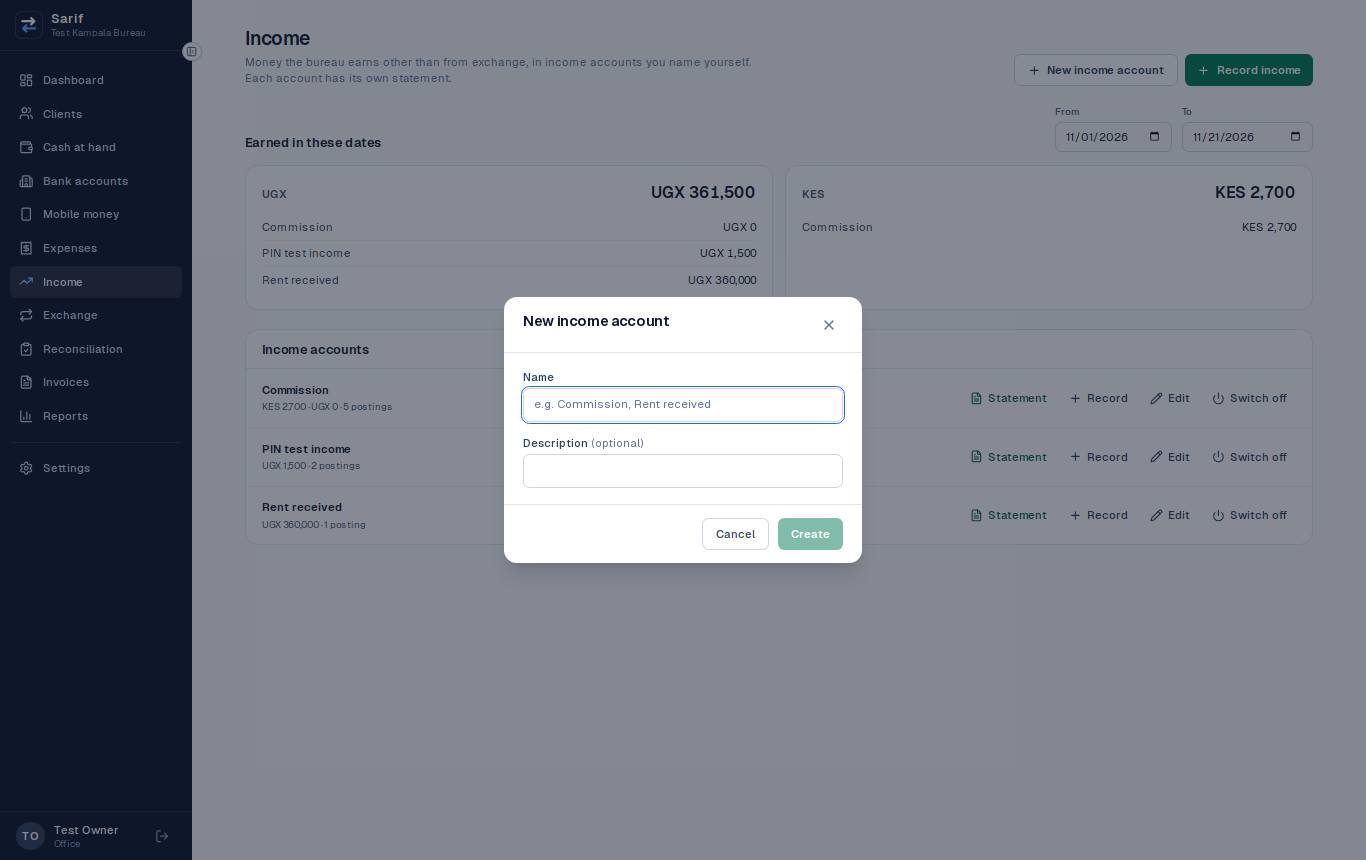 Sarif
Test Kampala Bureau
Dashboard
Clients
Cash at hand
Bank accounts
Mobile money
Expenses
Income
Exchange
Reconciliation
Invoices
Reports
Settings
TO
Test Owner
Office
Income
Money the bureau earns other than from exchange, in income accounts you name yourself.
Each account has its own statement.
New income account
Record income
From
To
11/01/2026
11/21/2026
Earned in these dates
UGX
UGX 361,500
Commission
UGX 0
PIN test income
UGX 1,500
Rent received
UGX 360,000
KES
KES 2,700
Commission
KES 2,700
Income accounts
Commission
KES 2,700 · UGX 0 · 5 postings
Statement
Record
Edit
Switch off
PIN test income
UGX 1,500 · 2 postings
Statement
Record
Edit
Switch off
Rent received
UGX 360,000 · 1 posting
Statement
Record
Edit
Switch off
New income account
Name
e.g. Commission, Rent received
Description (optional)
Cancel
Create